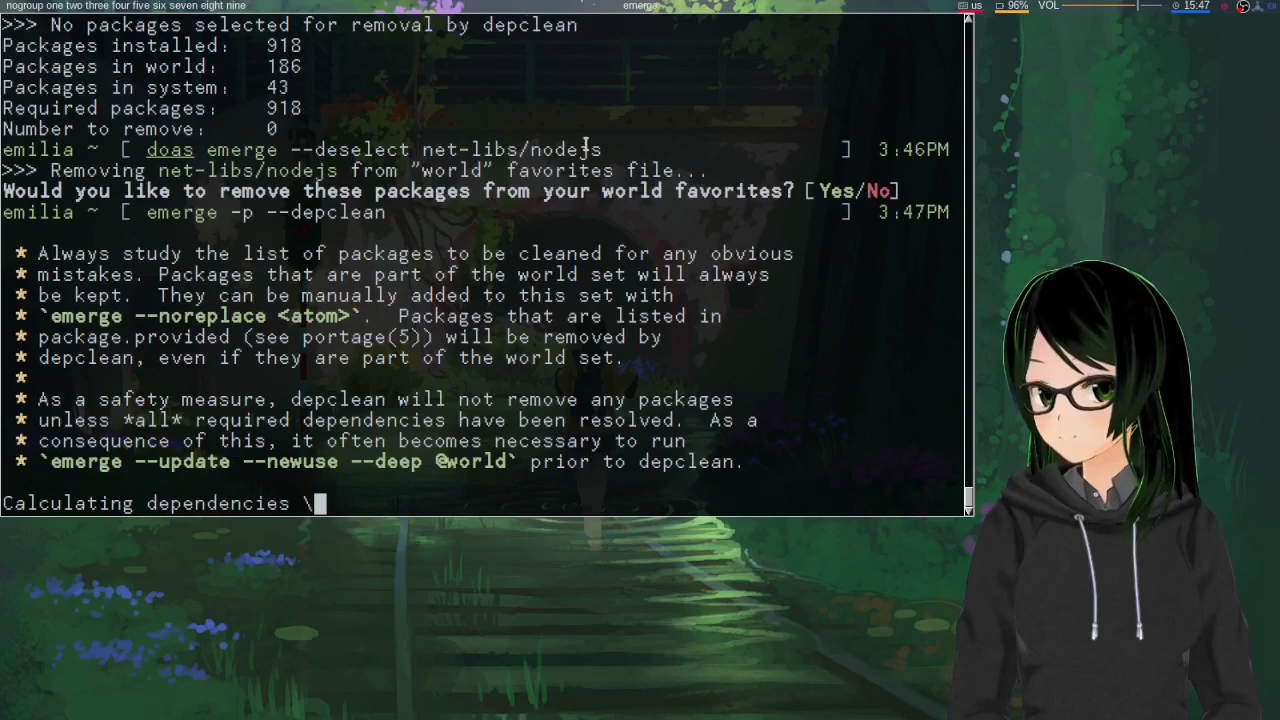 nogroup one two three four five six seven eight nine emerge us 96% VOL 15:47
>>> No packages selected for removal by depclean
Packages installed: 918
Packages in world: 186
Packages in system: 43
Required packages: 918
Number to remove: 0
emilia ~ [ doas emerge --deselect net-libs/nodejs ] 3:46PM
>>> Removing net-libs/nodejs from "world" favorites file...
Would you like to remove these packages from your world favorites? [Yes/No]
emilia ~ [ emerge -p --depclean ] 3:47PM
* Always study the list of packages to be cleaned for any obvious
* mistakes. Packages that are part of the world set will always
* be kept. They can be manually added to this set with
* `emerge --noreplace <atom>`. Packages that are listed in
* package.provided (see portage(5)) will be removed by
* depclean, even if they are part of the world set.
*
* As a safety measure, depclean will not remove any packages
* unless *all* required dependencies have been resolved. As a
* consequence of this, it often becomes necessary to run
* `emerge --update --newuse --deep @world` prior to depclean.
Calculating dependencies \